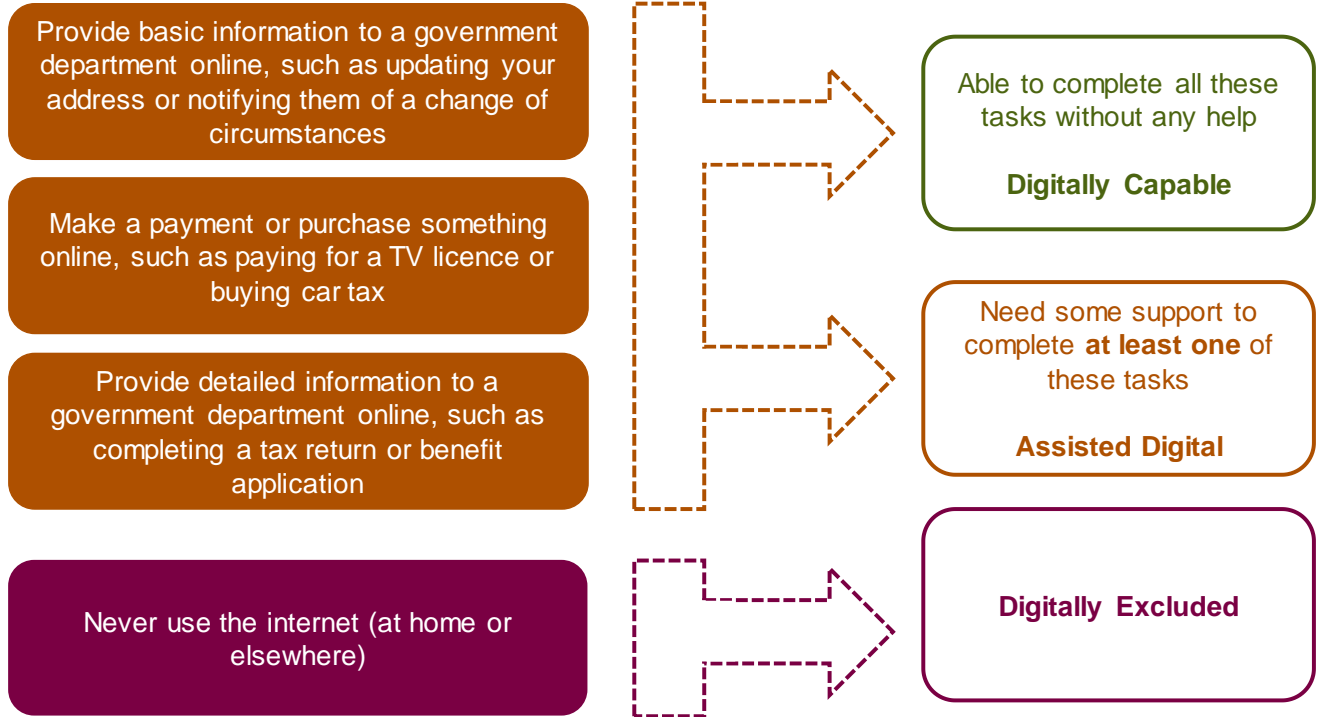 Provide basic information to a government
department online, such as updating your
address or notifying them of a change of
circumstances
Make a payment or purchase something
online, such as paying for a TV licence or
buying car tax
Provide detailed information to a
government department online, such as
completing a tax return or benefit
application
Never use the internet (at home or
elsewhere)
Able to complete all these
tasks without any help
Digitally Capable
Need some support to
complete at least one of
these tasks
Assisted Digital
Digitally Excluded